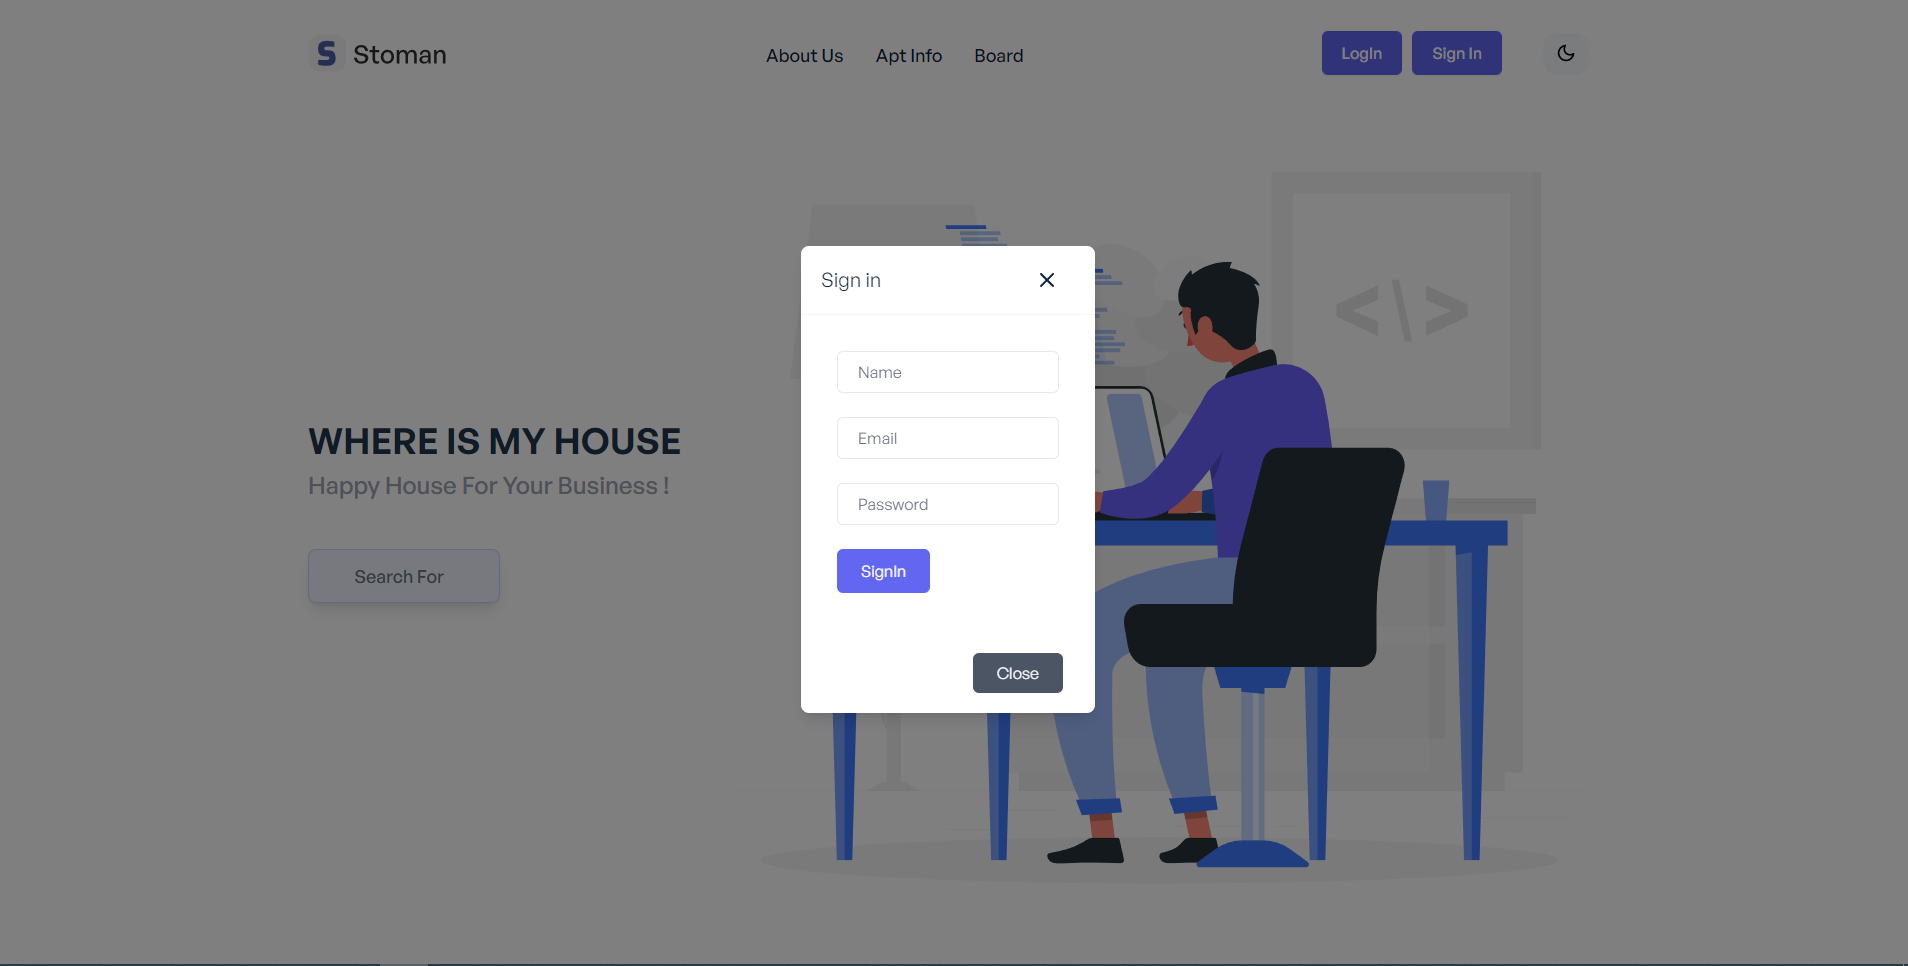 S Stoman
About Us Apt Info Board
LogIn Sign In
<\>
Sign in
Name
Email
Password
SignIn
Close
WHERE IS MY HOUSE
Happy House For Your Business !
Search For